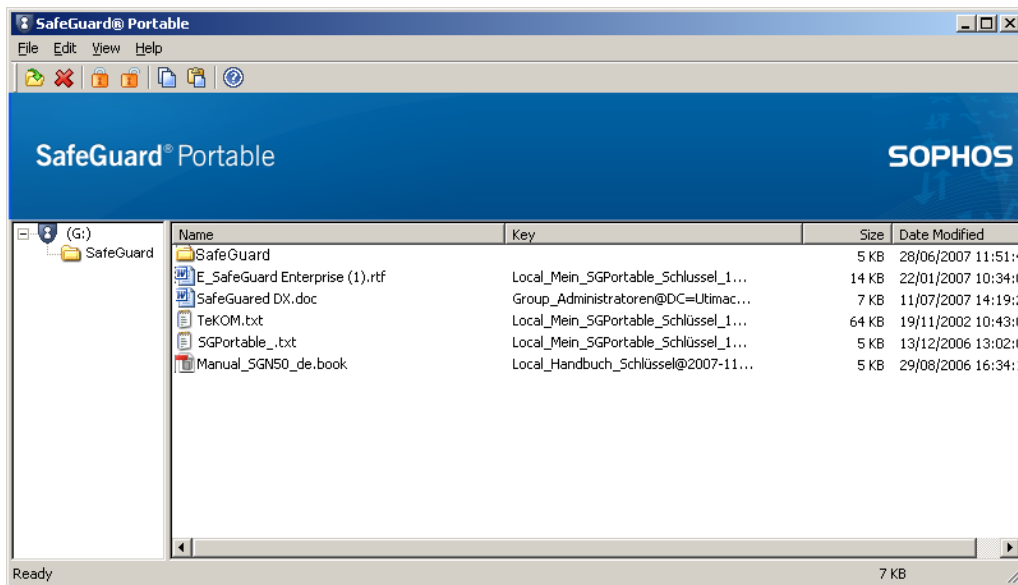 SafeGuard® Portable
File Edit View Help
SafeGuard® Portable
SOPHOS
(G:)
SafeGuard
Name Key Size Date Modified
SafeGuard 5 KB 28/06/2007 11:51:
E_SafeGuard Enterprise (1).rtf Local_Mein_SGPortable_Schlussel_1... 14 KB 22/01/2007 10:34:
SafeGuared DX.doc Group_Administratoren@DC=Utimac... 7 KB 11/07/2007 14:19:
TeKOM.txt Local_Mein_SGPortable_Schlüssel_1... 64 KB 19/11/2002 10:43:
SGPortable_.txt Local_Mein_SGPortable_Schlüssel_1... 5 KB 13/12/2006 13:02:
Manual_SGN50_de.book Local_Handbuch_Schlüssel@2007-11... 5 KB 29/08/2006 16:34:
Ready 7 KB